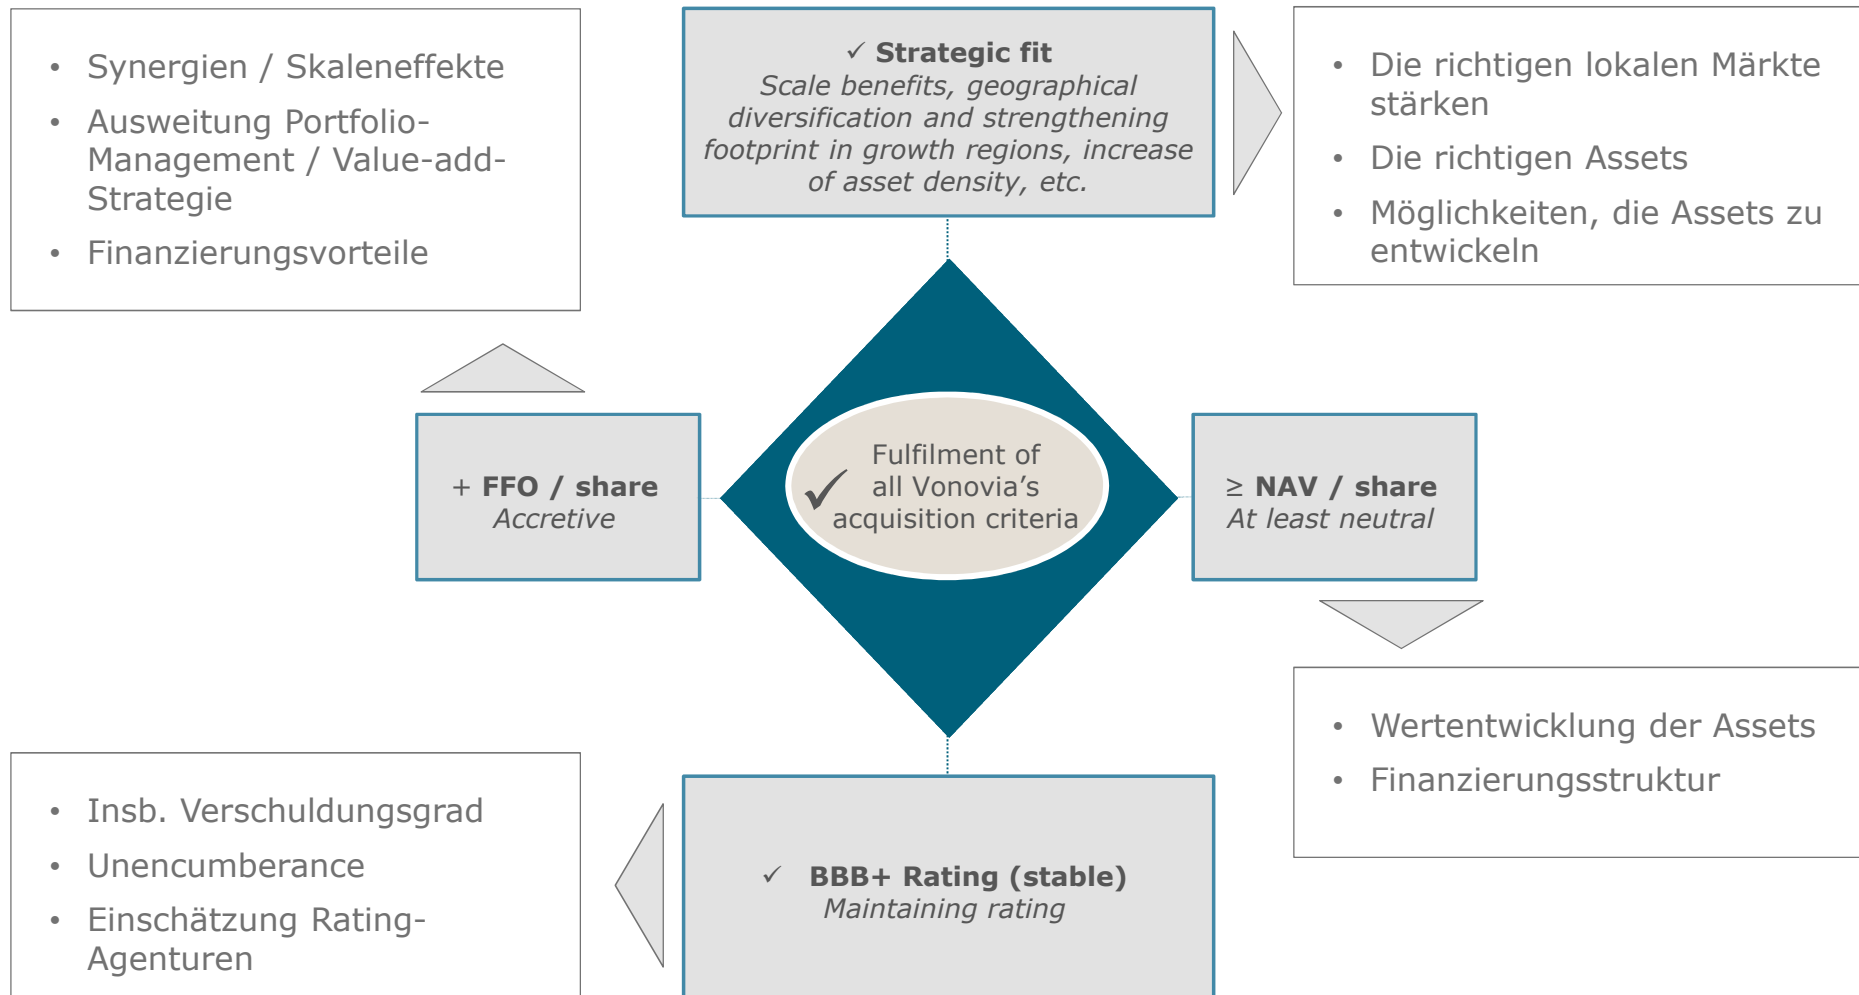 • Synergien / Skaleneffekte
• Ausweitung Portfolio-
Management / Value-add-
Strategie
• Finanzierungsvorteile
✓ Strategic fit
Scale benefits, geographical
diversification and strengthening
footprint in growth regions, increase
of asset density, etc.
• Die richtigen lokalen Märkte
stärken
• Die richtigen Assets
• Möglichkeiten, die Assets zu
entwickeln
+ FFO / share
Accretive
✓ Fulfilment of
all Vonovia's
acquisition criteria
≥ NAV / share
At least neutral
• Insb. Verschuldungsgrad
• Unencumberance
• Einschätzung Rating-
Agenturen
✓ BBB+ Rating (stable)
Maintaining rating
• Wertentwicklung der Assets
• Finanzierungsstruktur